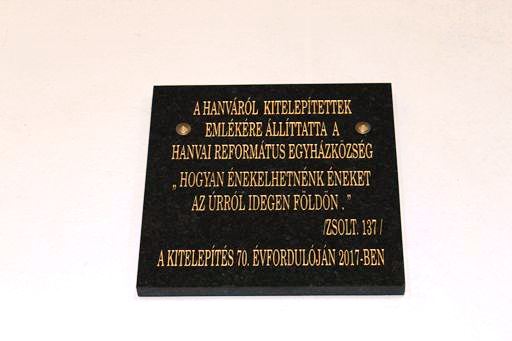 A HANVÁRÓL KITELEPÍTETTEK
EMLÉKÉRE ÁLLÍTTATTA A
HANVAI REFORMÁTUS EGYHÁZKÖZSÉG
„ HOGYAN ÉNEKELHETNÉNK ÉNEKET
AZ ÚRRÓL IDEGEN FÖLDÖN . ”
/ZSOLT. 137 /
A KITELEPÍTÉS 70. ÉVFORDULÓJÁN 2017-BEN